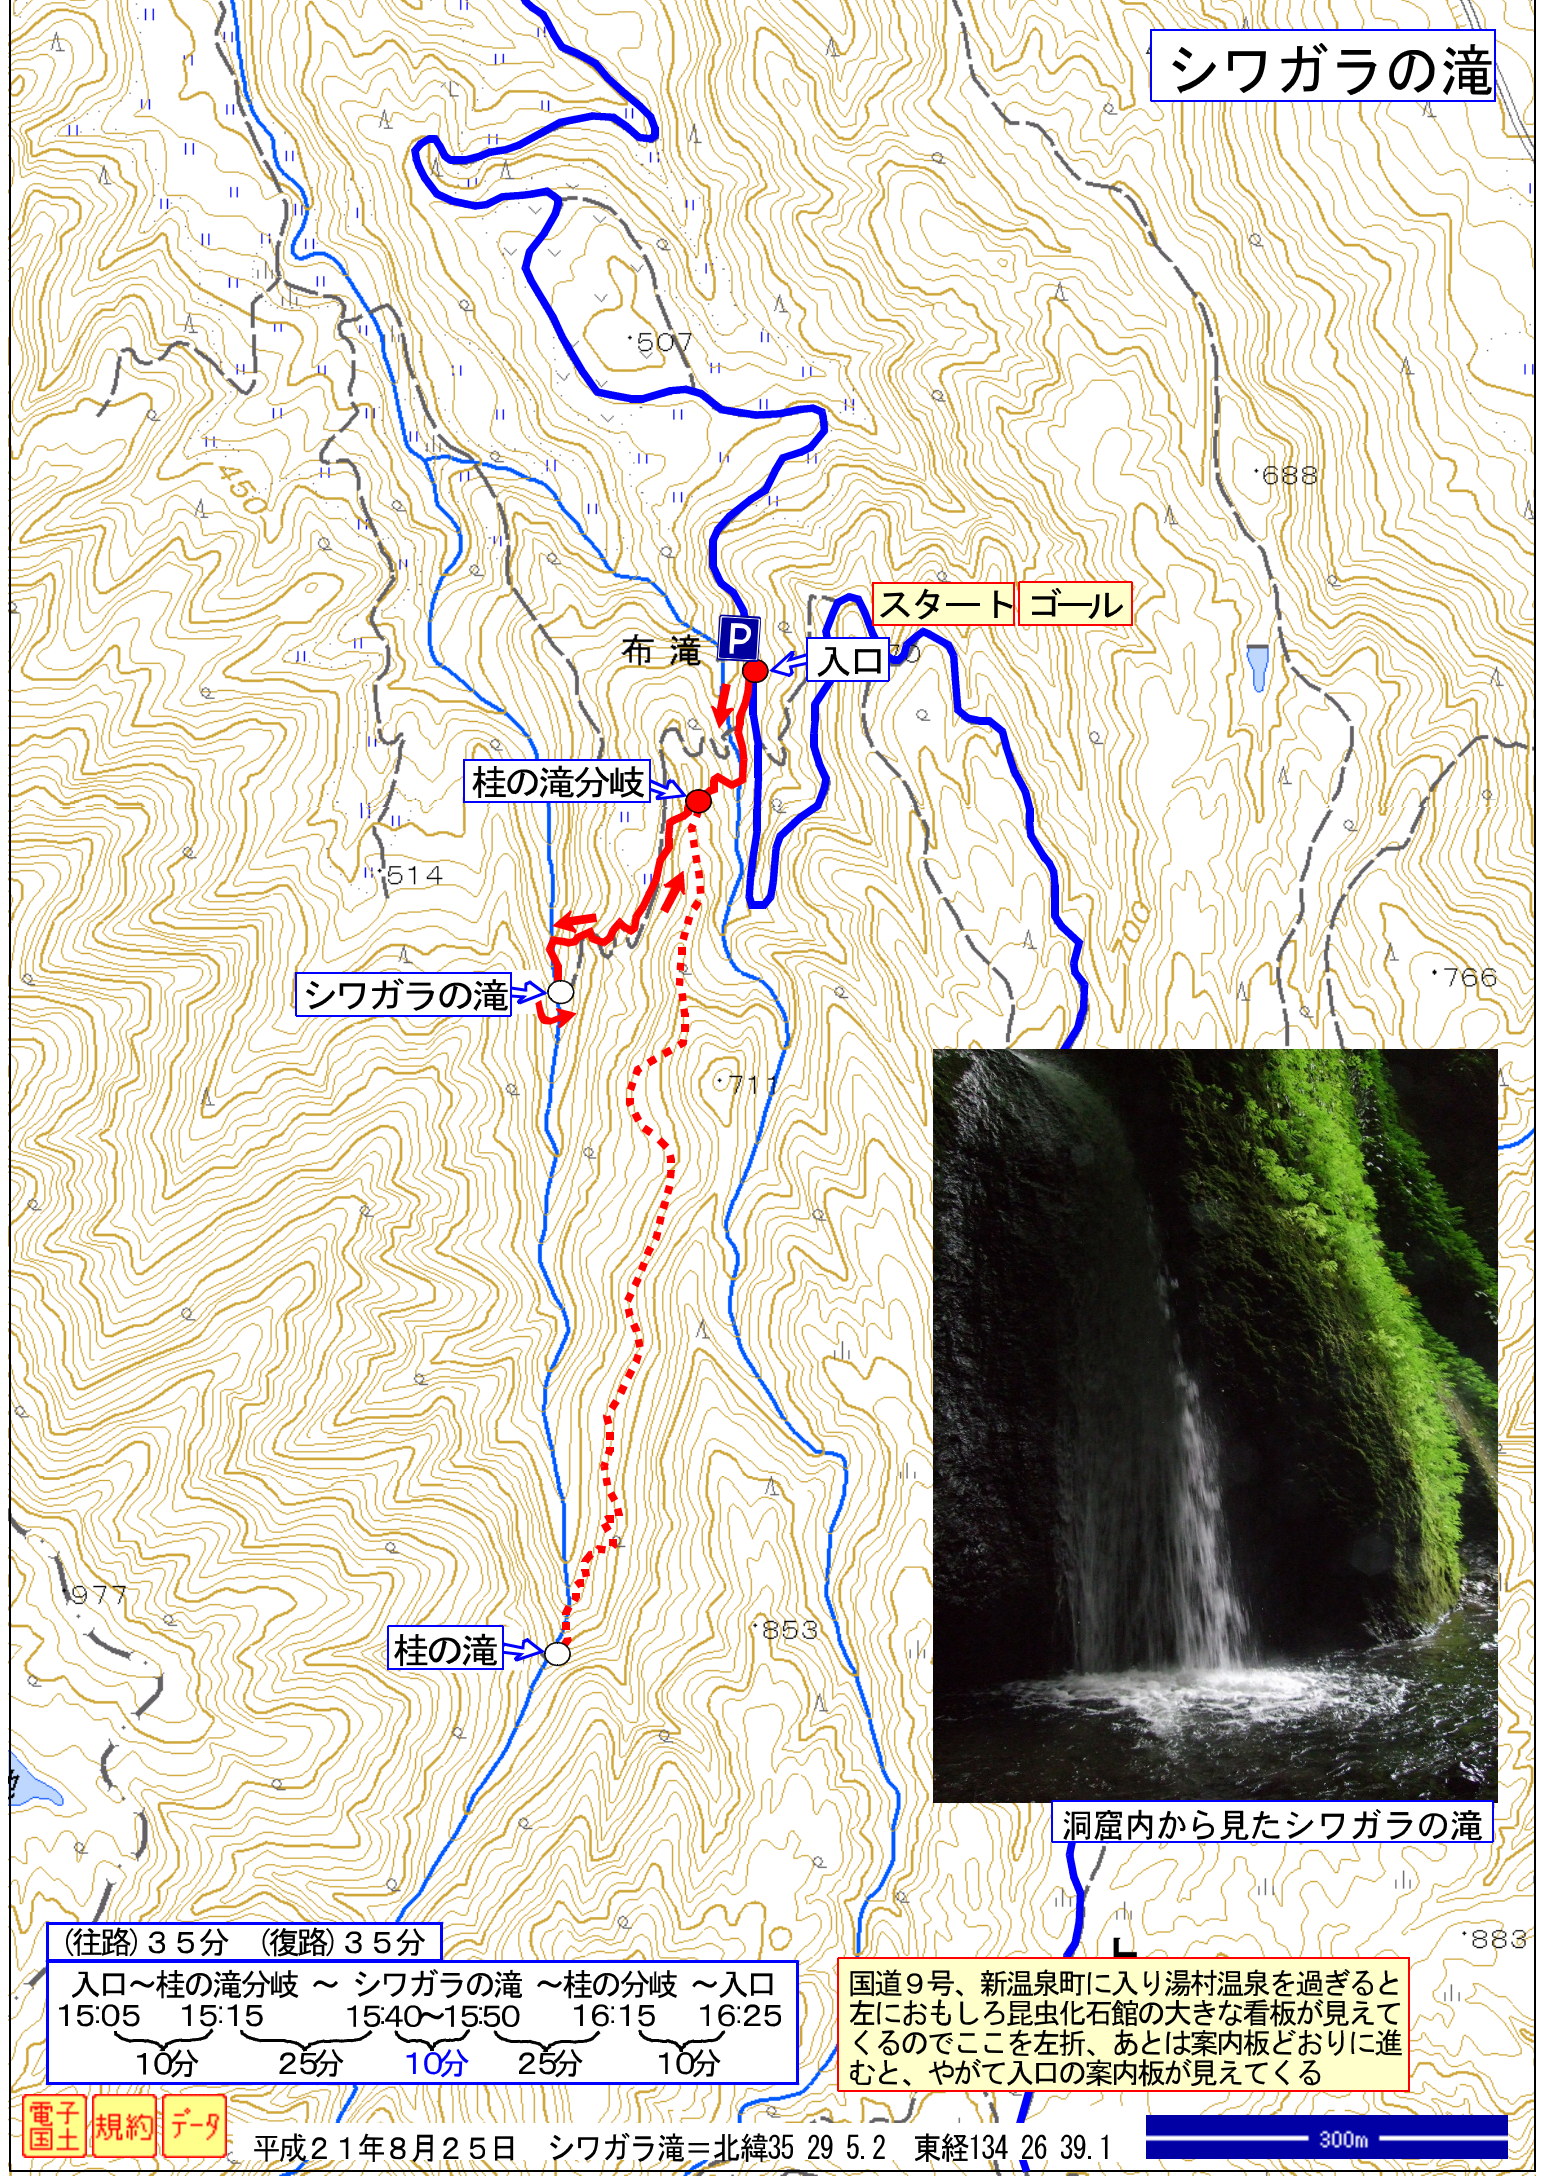 シワガラの滝
507
450
688
スタート
ゴール
P
布滝
入口
桂の滝分岐
514
700
766
シワガラの滝
711
977
853
桂の滝
洞窟内から見たシワガラの滝
883
(往路)３５分　(復路)３５分
入口～桂の滝分岐 ～ シワガラの滝 ～桂の分岐 ～入口
15:05 15:15 15:40～15:50 16:15 16:25
10分 25分 10分 25分 10分
国道９号、新温泉町に入り湯村温泉を過ぎると
左におもしろ昆虫化石館の大きな看板が見えて
くるのでここを左折、あとは案内板どおりに進
むと、やがて入口の案内板が見えてくる
電子国土 規約 データ
平成２１年８月２５日　シワガラ滝＝北緯35 29 5.2　東経134 26 39.1
300m